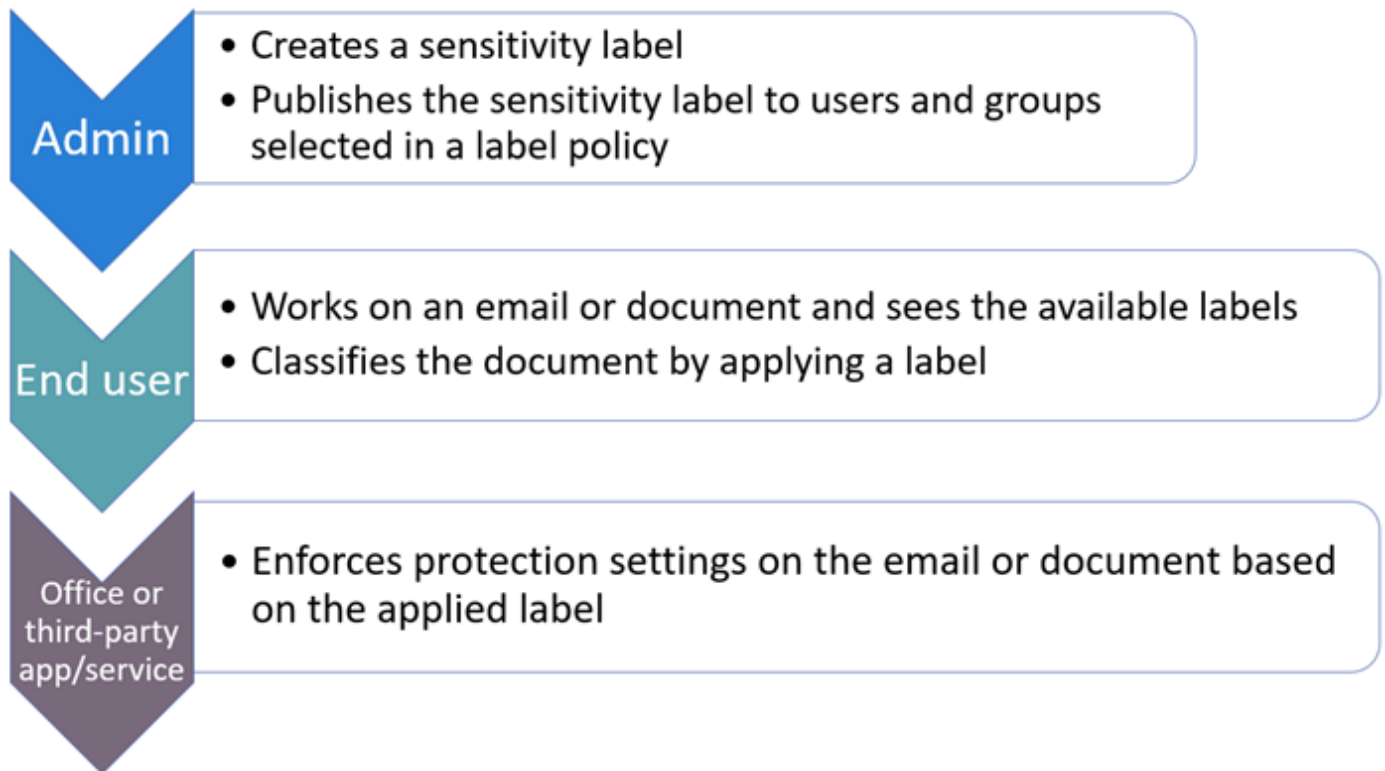 Admin
• Creates a sensitivity label
• Publishes the sensitivity label to users and groups
selected in a label policy
End user
• Works on an email or document and sees the available labels
• Classifies the document by applying a label
Office or
third-party
app/service
• Enforces protection settings on the email or document based
on the applied label